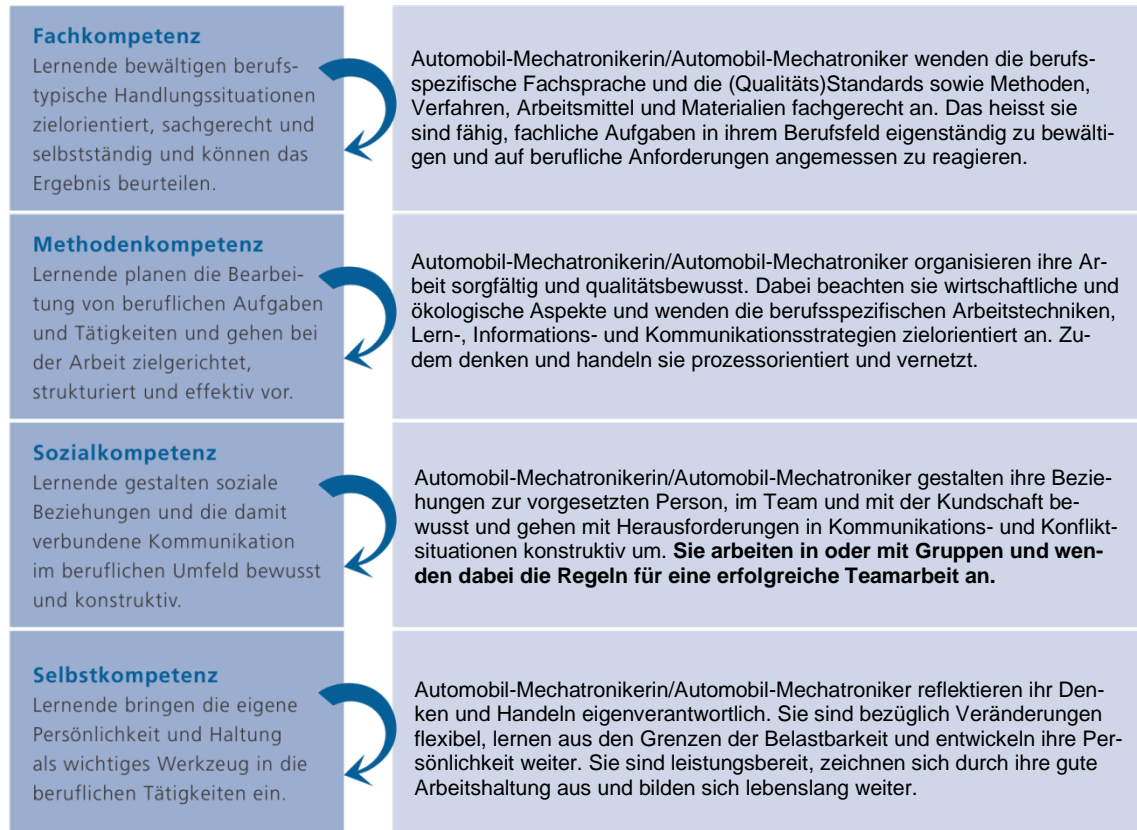 Fachkompetenz
Lernende bewältigen berufs-
typische Handlungssituationen
zielorientiert, sachgerecht und
selbstständig und können das
Ergebnis beurteilen.
Automobil-Mechatronikerin/Automobil-Mechatroniker wenden die berufs-
spezifische Fachsprache und die (Qualitäts)Standards sowie Methoden,
Verfahren, Arbeitsmittel und Materialien fachgerecht an. Das heisst sie
sind fähig, fachliche Aufgaben in ihrem Berufsfeld eigenständig zu bewälti-
gen und auf berufliche Anforderungen angemessen zu reagieren.
Methodenkompetenz
Lernende planen die Bearbei-
tung von beruflichen Aufgaben
und Tätigkeiten und gehen bei
der Arbeit zielgerichtet,
strukturiert und effektiv vor.
Automobil-Mechatronikerin/Automobil-Mechatroniker organisieren ihre Ar-
beit sorgfältig und qualitätsbewusst. Dabei beachten sie wirtschaftliche und
ökologische Aspekte und wenden die berufsspezifischen Arbeitstechniken,
Lern-, Informations- und Kommunikationsstrategien zielorientiert an. Zu-
dem denken und handeln sie prozessorientiert und vernetzt.
Sozialkompetenz
Lernende gestalten soziale
Beziehungen und die damit
verbundene Kommunikation
im beruflichen Umfeld bewusst
und konstruktiv.
Automobil-Mechatronikerin/Automobil-Mechatroniker gestalten ihre Bezie-
hungen zur vorgesetzten Person, im Team und mit der Kundschaft be-
wusst und gehen mit Herausforderungen in Kommunikations- und Konflikt-
situationen konstruktiv um. Sie arbeiten in oder mit Gruppen und wen-
den dabei die Regeln für eine erfolgreiche Teamarbeit an.
Selbstkompetenz
Lernende bringen die eigene
Persönlichkeit und Haltung
als wichtiges Werkzeug in die
beruflichen Tätigkeiten ein.
Automobil-Mechatronikerin/Automobil-Mechatroniker reflektieren ihr Den-
ken und Handeln eigenverantwortlich. Sie sind bezüglich Veränderungen
flexibel, lernen aus den Grenzen der Belastbarkeit und entwickeln ihre Per-
sönlichkeit weiter. Sie sind leistungsbereit, zeichnen sich durch ihre gute
Arbeitshaltung aus und bilden sich lebenslang weiter.